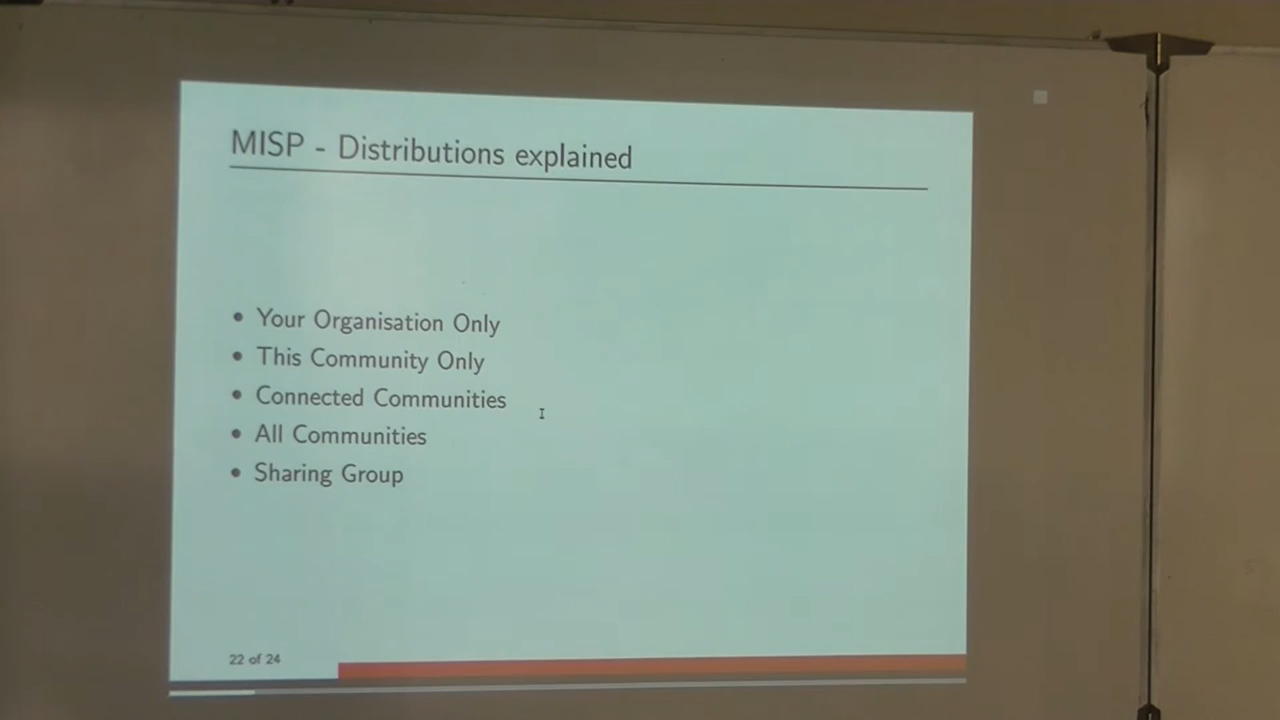 MISP - Distributions explained
• Your Organisation Only
• This Community Only
• Connected Communities
• All Communities
• Sharing Group
22 of 24